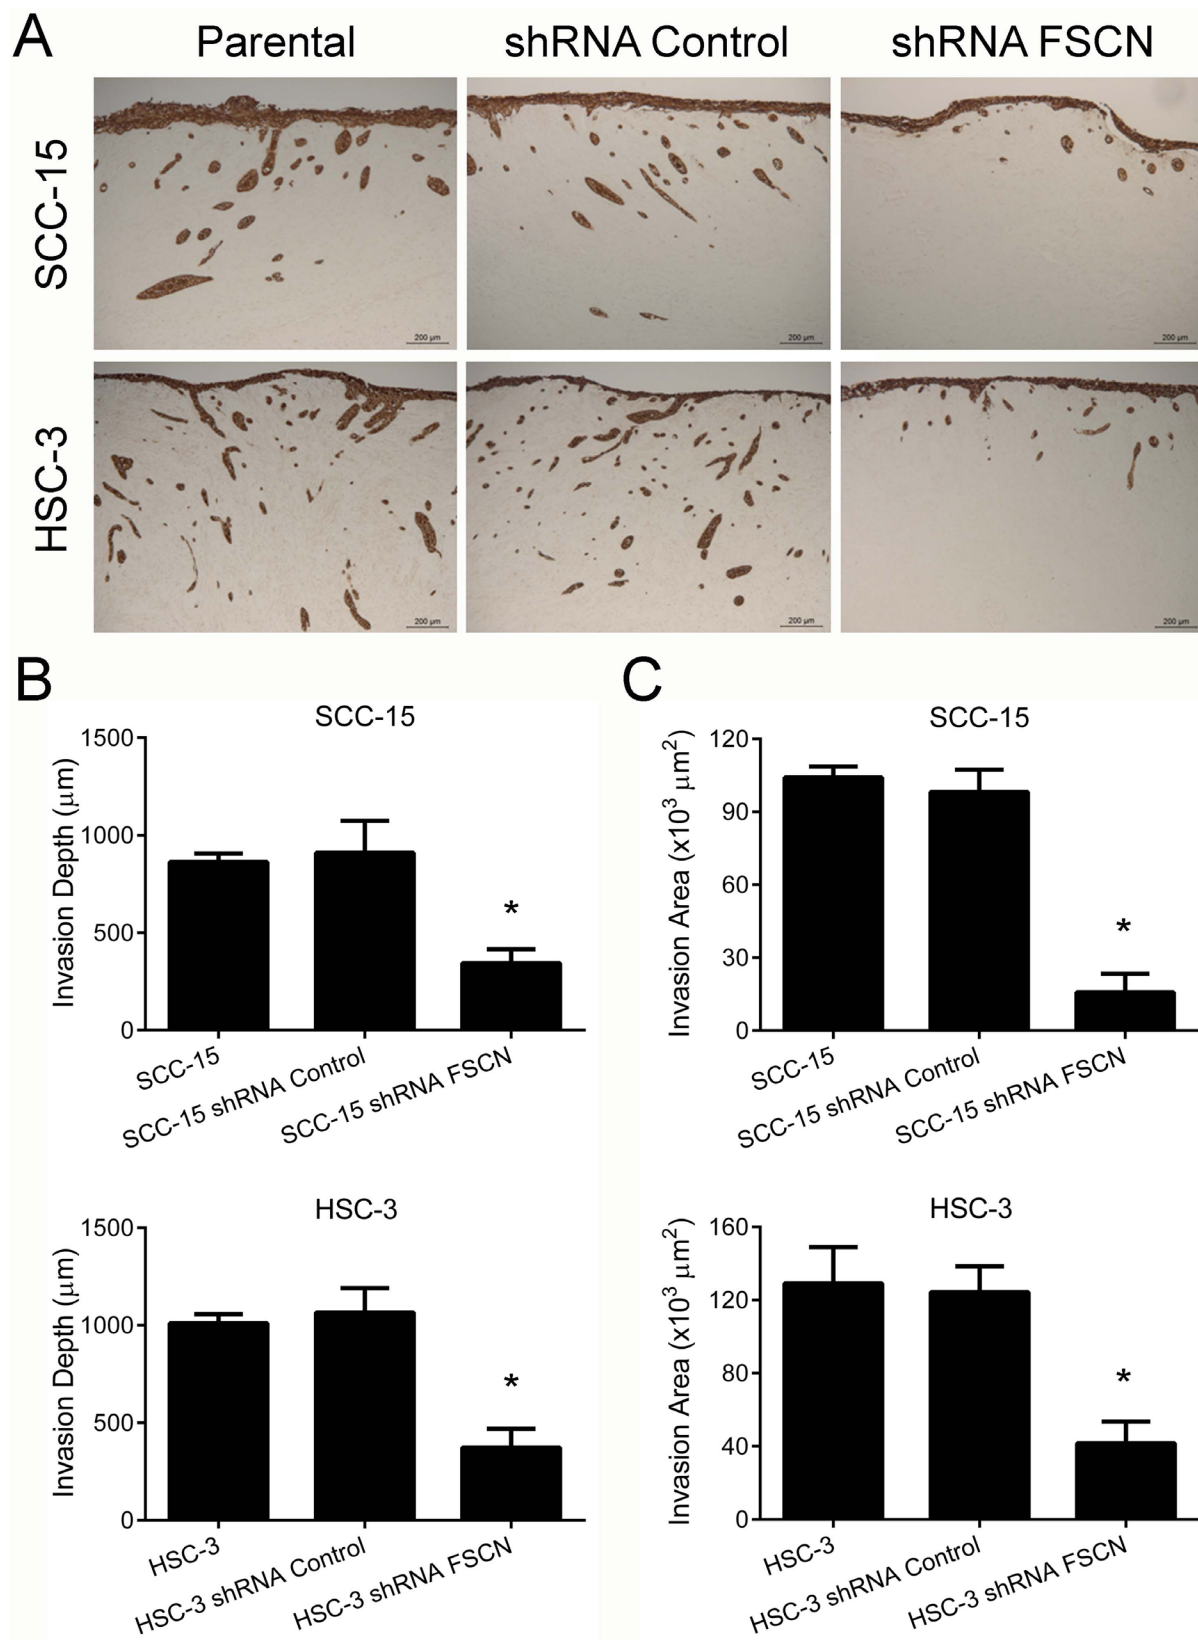 A
Parental shRNA Control shRNA FSCN
SCC-15
200 µm
200 µm
200 µm
HSC-3
200 µm
200 µm
200 µm
B
SCC-15
Invasion Depth (µm)
1500
1000
500
0
SCC-15
SCC-15 shRNA Control
SCC-15 shRNA FSCN
*
HSC-3
Invasion Depth (µm)
1500
1000
500
0
HSC-3
HSC-3 shRNA Control
HSC-3 shRNA FSCN
*
C
SCC-15
Invasion Area (x10³ µm²)
120
90
60
30
0
SCC-15
SCC-15 shRNA Control
SCC-15 shRNA FSCN
*
HSC-3
Invasion Area (x10³ µm²)
160
120
80
40
0
HSC-3
HSC-3 shRNA Control
HSC-3 shRNA FSCN
*